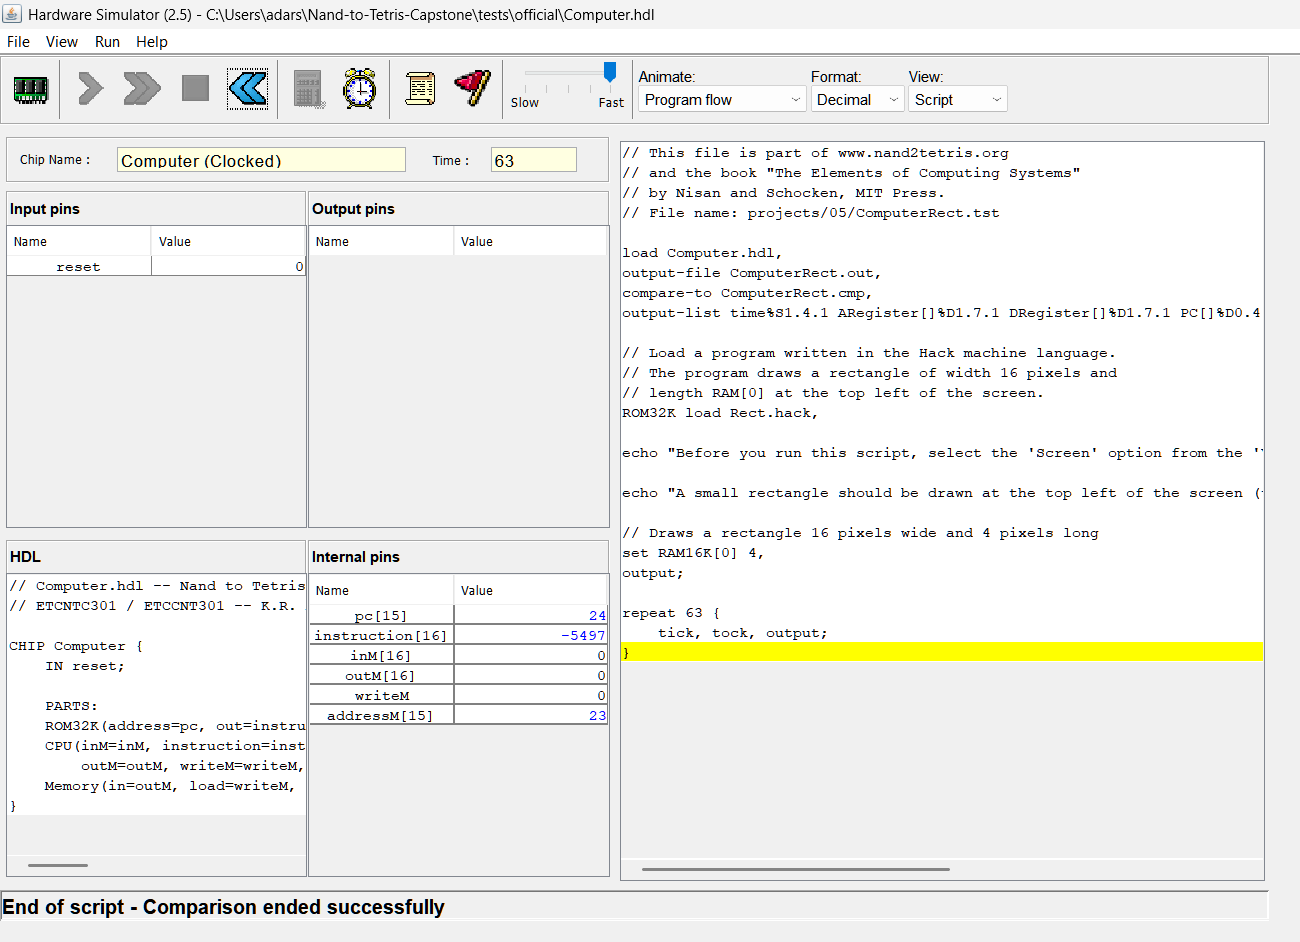 Hardware Simulator (2.5) - C:\Users\adars\Nand-to-Tetris-Capstone\tests\official\Computer.hdl
File View Run Help
Slow Fast
Animate: Format: View:
Program flow Decimal Script
Chip Name : Computer (Clocked) Time : 63
Input pins
Name Value
reset 0
Output pins
Name Value
HDL
// Computer.hdl -- Nand to Tetris
// ETCNTC301 / ETCCNT301 -- K.R.
CHIP Computer {
IN reset;
PARTS:
ROM32K(address=pc, out=instru
CPU(inM=inM, instruction=inst
outM=outM, writeM=writeM,
Memory(in=outM, load=writeM,
}
Internal pins
Name Value
pc[15] 24
instruction[16] -5497
inM[16] 0
outM[16] 0
writeM 0
addressM[15] 23
// This file is part of www.nand2tetris.org
// and the book "The Elements of Computing Systems"
// by Nisan and Schocken, MIT Press.
// File name: projects/05/ComputerRect.tst
load Computer.hdl,
output-file ComputerRect.out,
compare-to ComputerRect.cmp,
output-list time%S1.4.1 ARegister[]%D1.7.1 DRegister[]%D1.7.1 PC[]%D0.4
// Load a program written in the Hack machine language.
// The program draws a rectangle of width 16 pixels and
// length RAM[0] at the top left of the screen.
ROM32K load Rect.hack,
echo "Before you run this script, select the 'Screen' option from the '
echo "A small rectangle should be drawn at the top left of the screen (
// Draws a rectangle 16 pixels wide and 4 pixels long
set RAM16K[0] 4,
output;
repeat 63 {
tick, tock, output;
}
End of script - Comparison ended successfully